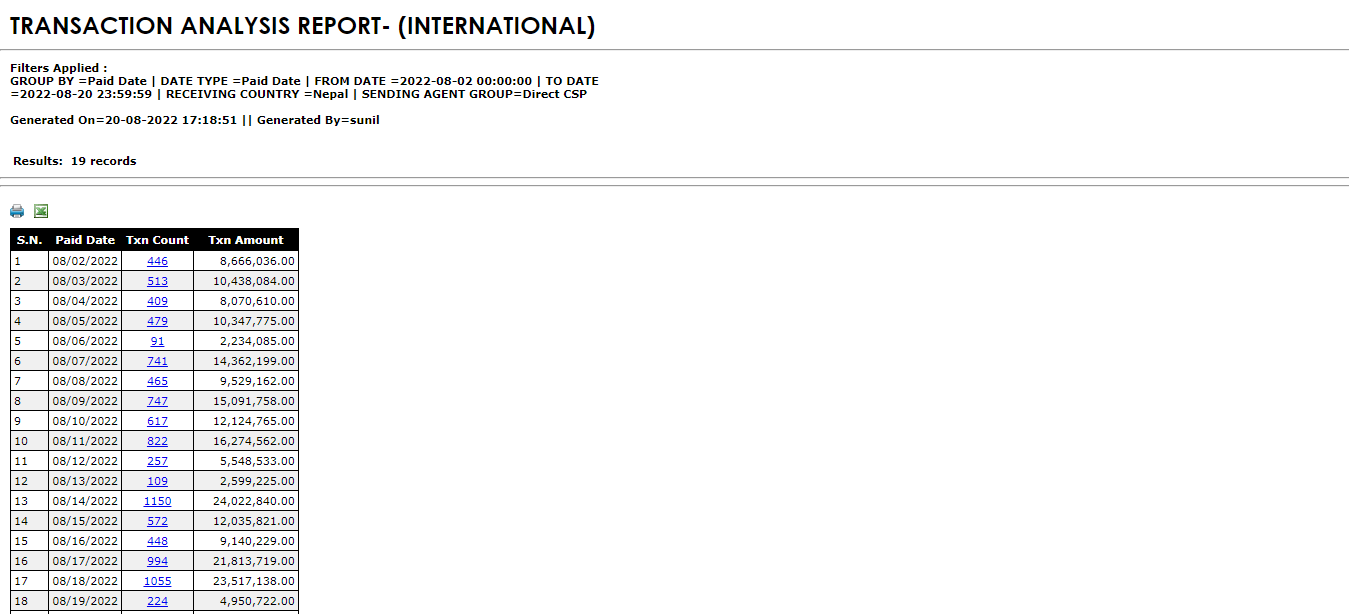 TRANSACTION ANALYSIS REPORT- (INTERNATIONAL)
Filters Applied :
GROUP BY =Paid Date | DATE TYPE =Paid Date | FROM DATE =2022-08-02 00:00:00 | TO DATE
=2022-08-20 23:59:59 | RECEIVING COUNTRY =Nepal | SENDING AGENT GROUP=Direct CSP
Generated On=20-08-2022 17:18:51 || Generated By=sunil
Results: 19 records
S.N. Paid Date Txn Count Txn Amount
1 08/02/2022 446 8,666,036.00
2 08/03/2022 513 10,438,084.00
3 08/04/2022 409 8,070,610.00
4 08/05/2022 479 10,347,775.00
5 08/06/2022 91 2,234,085.00
6 08/07/2022 741 14,362,199.00
7 08/08/2022 465 9,529,162.00
8 08/09/2022 747 15,091,758.00
9 08/10/2022 617 12,124,765.00
10 08/11/2022 822 16,274,562.00
11 08/12/2022 257 5,548,533.00
12 08/13/2022 109 2,599,225.00
13 08/14/2022 1150 24,022,840.00
14 08/15/2022 572 12,035,821.00
15 08/16/2022 448 9,140,229.00
16 08/17/2022 994 21,813,719.00
17 08/18/2022 1055 23,517,138.00
18 08/19/2022 224 4,950,722.00